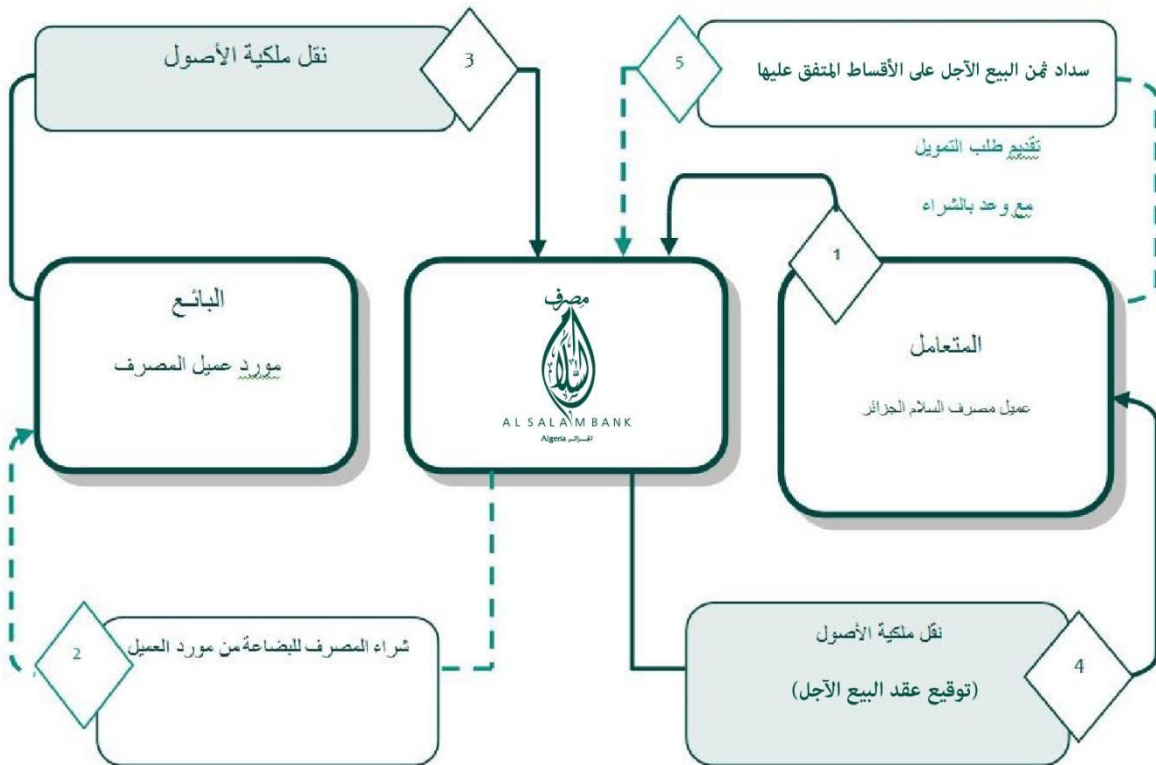 نقل ملكية الأصول
3
5
سداد ثمن البيع الآجل على الأقساط المتفق عليها
تقديم طلب التمويل
مع وعد بالشراء
1
البائع
مورد عميل المصرف
مصرف
السلام
AL SALAM BANK
Algeria الجزائر
المتعامل
عميل مصرف السلام الجزائر
2
شراء المصرف للبضاعة من مورد العميل
نقل ملكية الأصول
(توقيع عقد البيع الآجل)
4